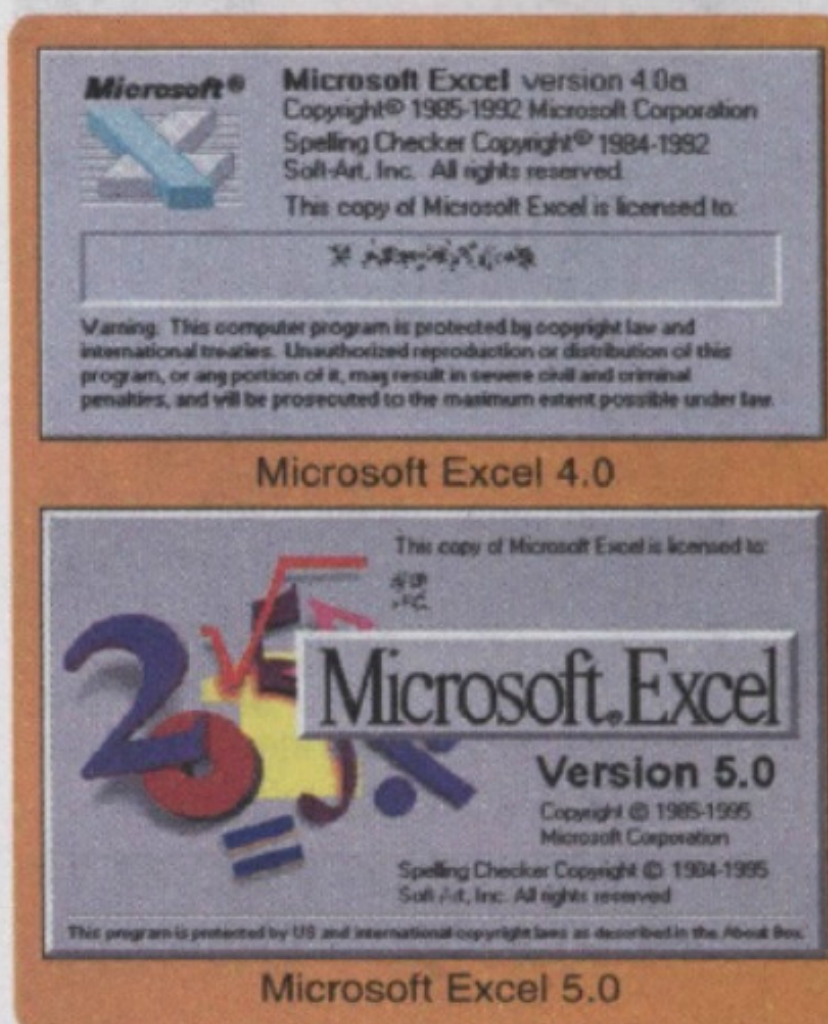 Microsoft®
Microsoft Excel version 4.0a
Copyright© 1985-1992 Microsoft Corporation
Spelling Checker Copyright© 1984-1992
Soft-Art, Inc. All rights reserved.
This copy of Microsoft Excel is licensed to:
Warning: This computer program is protected by copyright law and
international treaties. Unauthorized reproduction or distribution of this
program, or any portion of it, may result in severe civil and criminal
penalties, and will be prosecuted to the maximum extent possible under law.
Microsoft Excel 4.0
This copy of Microsoft Excel is licensed to:
Microsoft® Excel
Version 5.0
Copyright © 1985-1995
Microsoft Corporation
Spelling Checker Copyright © 1984-1995
Soft-Art, Inc. All rights reserved
This program is protected by US and international copyright laws as described in the About Box.
Microsoft Excel 5.0